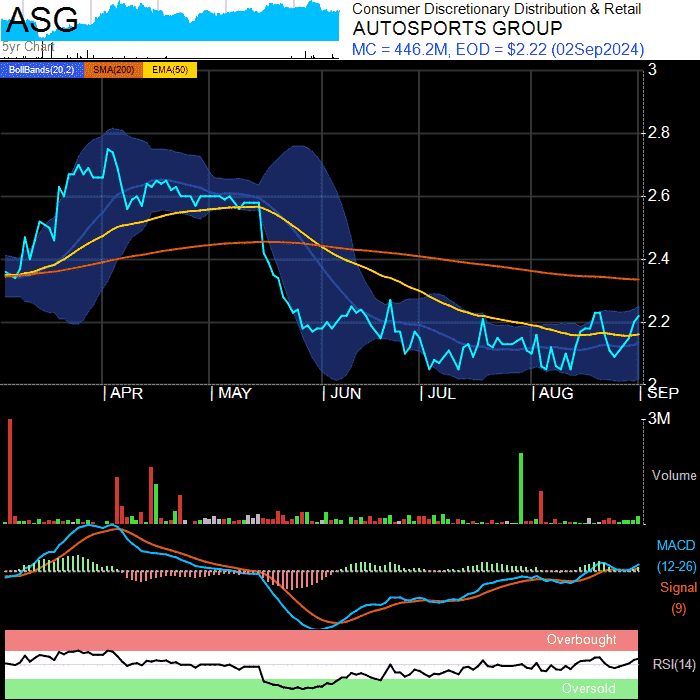 ASG
5yr Chart
Consumer Discretionary Distribution & Retail
AUTOSPORTS GROUP
MC = 446.2M, EOD = $2.22 (02Sep2024)
BollBands(20,2) SMA(200) EMA(50)
3
2.8
2.6
2.4
2.2
2
| APR | MAY | JUN | JUL | AUG | SEP
3M
Volume
MACD
(12-26)
Signal
(9)
Overbought
RSI(14)
Oversold